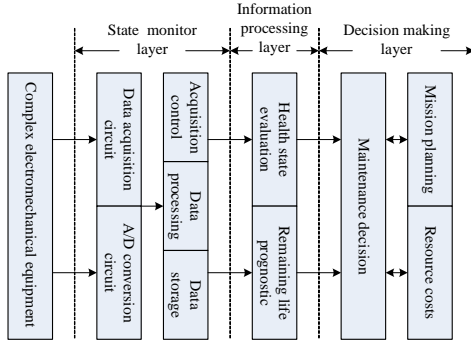 State monitor
layer
Information
processing
layer
Decision making
layer
Complex electromechanical equipment
Data acquisition
circuit
A/D conversion
circuit
Acquisition
control
Data
processing
Data
storage
Health state
evaluation
Remaining life
prognostic
Maintenance decision
Mission planning
Resource costs